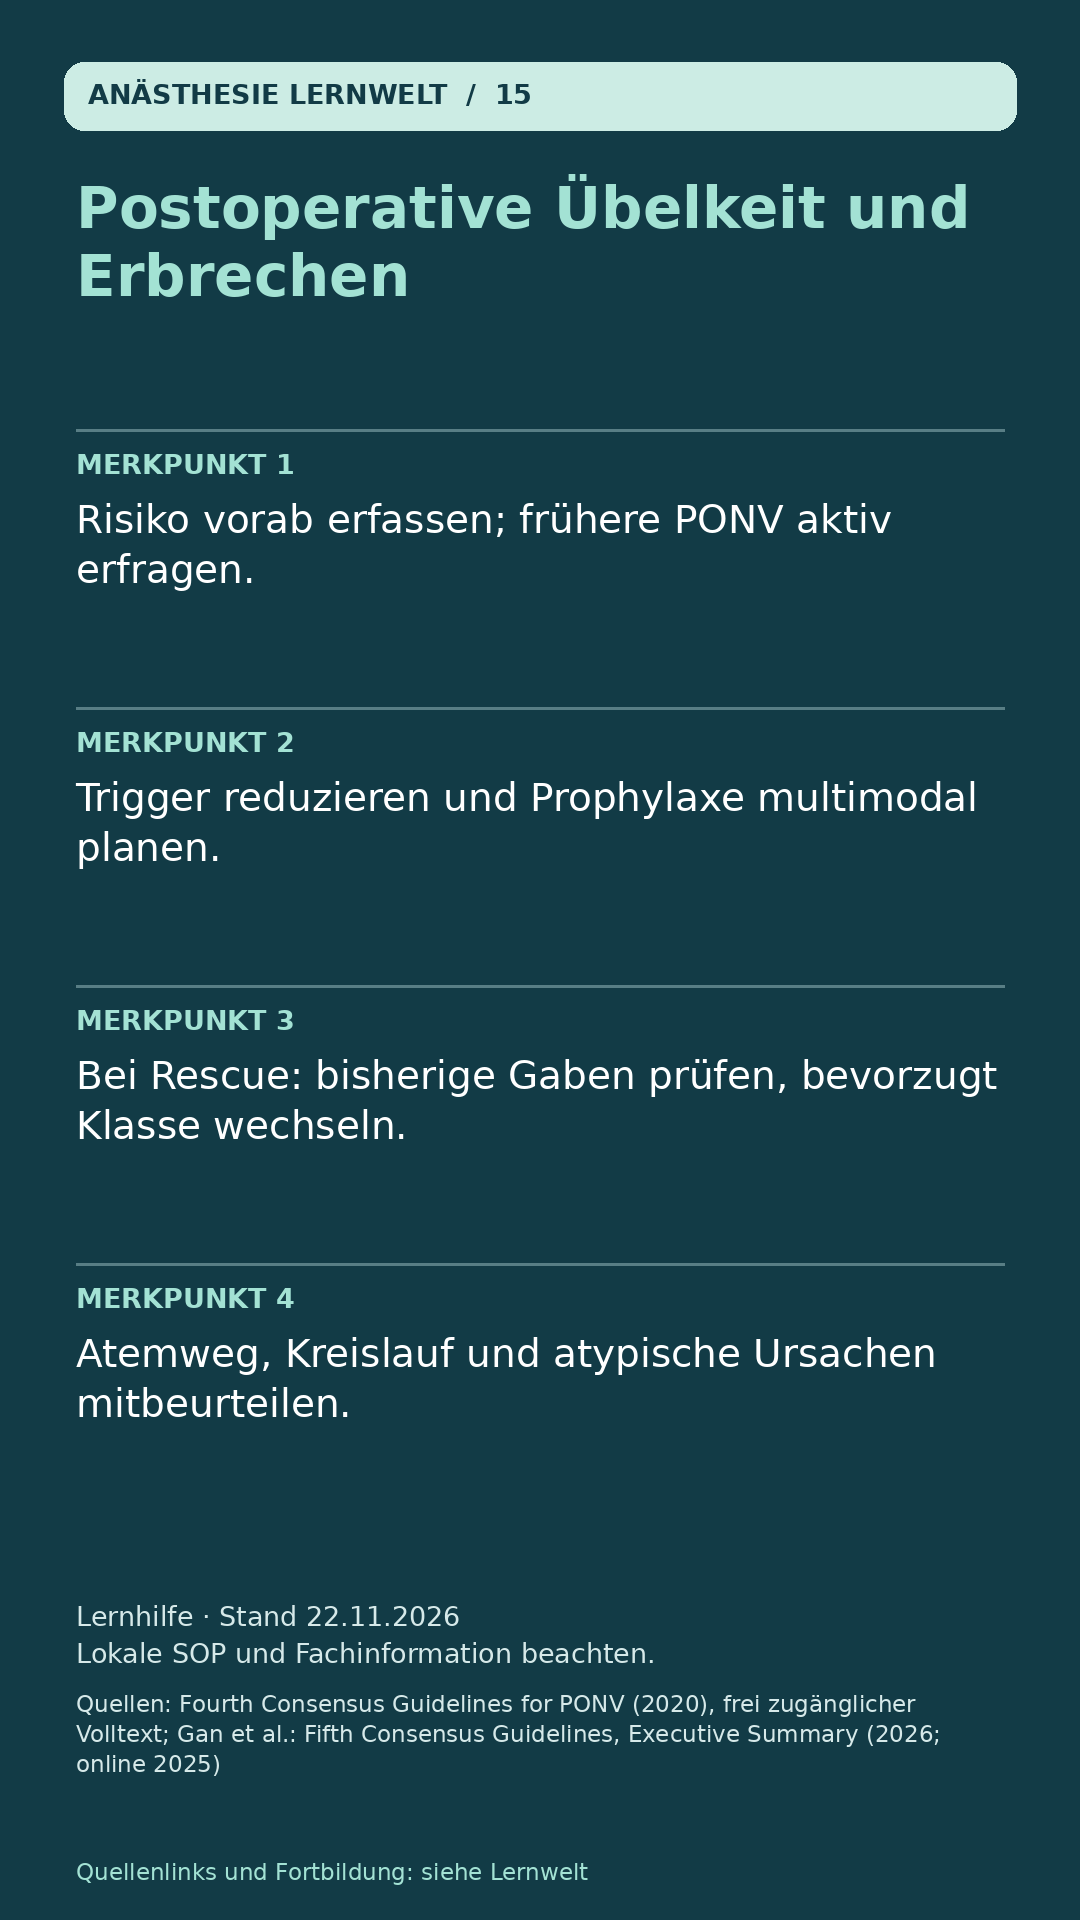 ANÄSTHESIE LERNWELT / 15
Postoperative Übelkeit und
Erbrechen
MERKPUNKT 1
Risiko vorab erfassen; frühere PONV aktiv
erfragen.
MERKPUNKT 2
Trigger reduzieren und Prophylaxe multimodal
planen.
MERKPUNKT 3
Bei Rescue: bisherige Gaben prüfen, bevorzugt
Klasse wechseln.
MERKPUNKT 4
Atemweg, Kreislauf und atypische Ursachen
mitbeurteilen.
Lernhilfe · Stand 22.11.2026
Lokale SOP und Fachinformation beachten.
Quellen: Fourth Consensus Guidelines for PONV (2020), frei zugänglicher
Volltext; Gan et al.: Fifth Consensus Guidelines, Executive Summary (2026;
online 2025)
Quellenlinks und Fortbildung: siehe Lernwelt